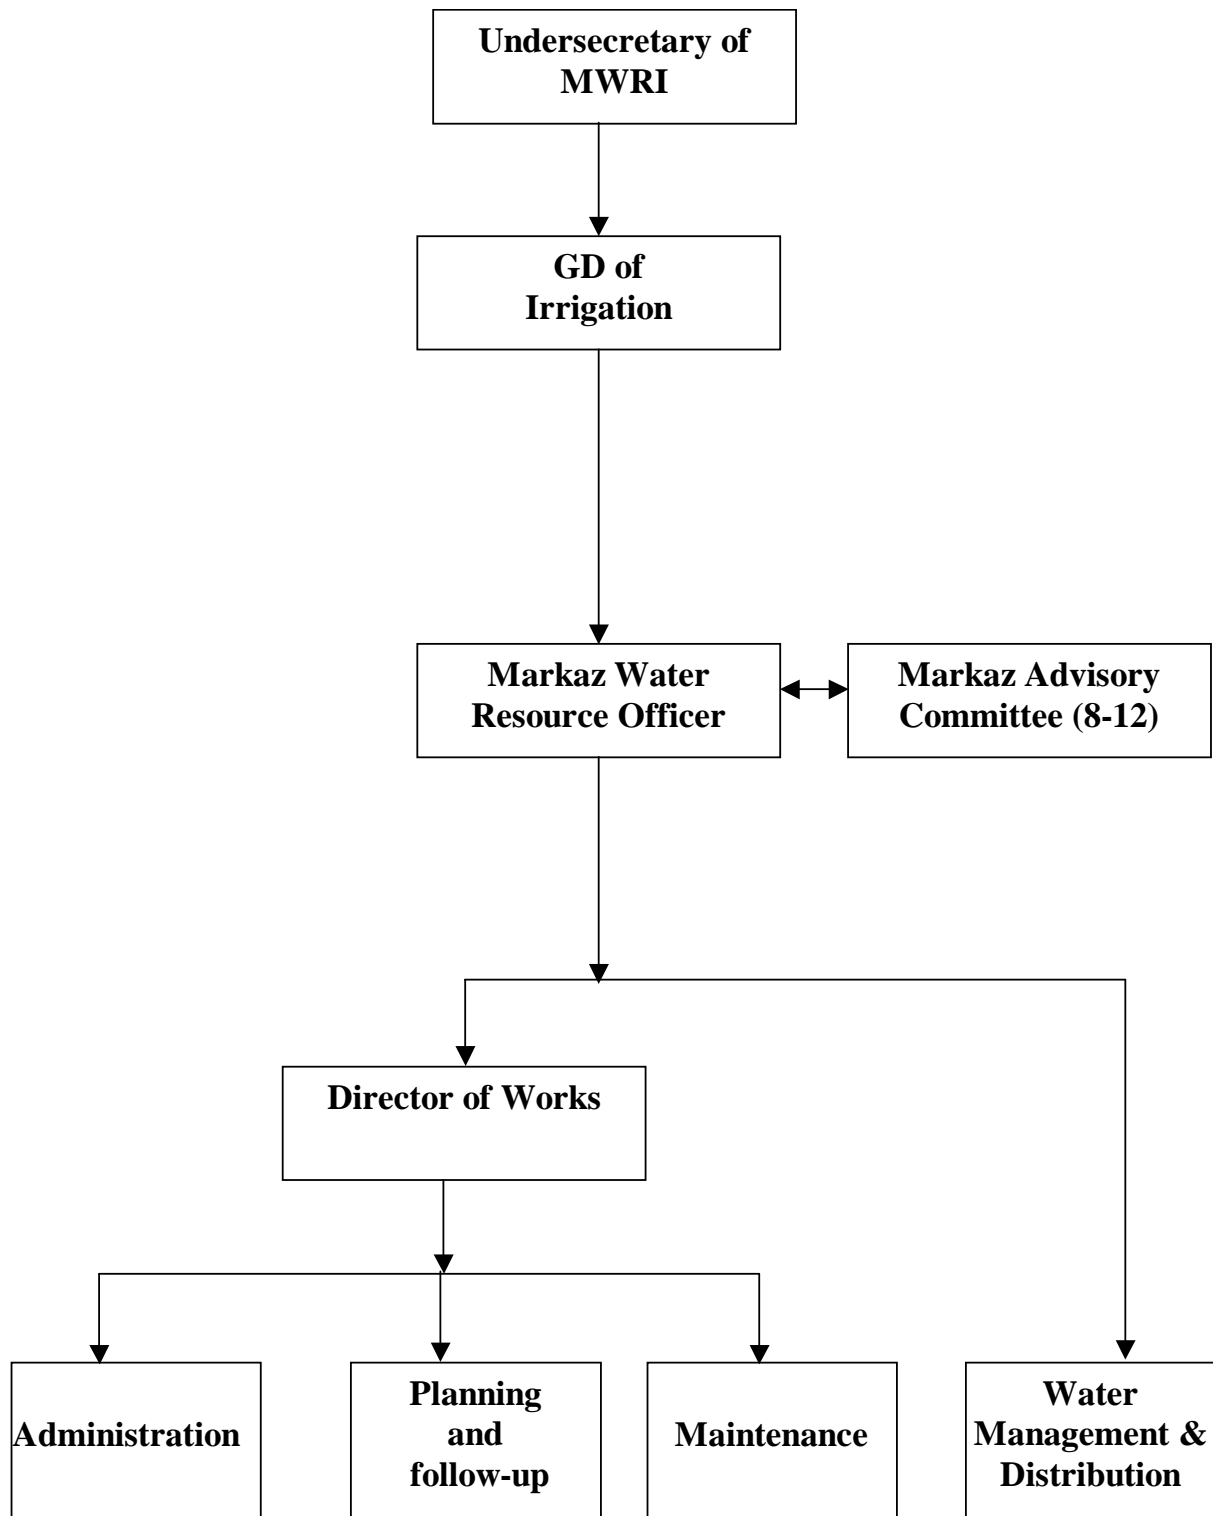 Undersecretary of
MWRI
GD of
Irrigation
Markaz Water
Resource Officer
Markaz Advisory
Committee (8-12)
Director of Works
Administration
Planning
and
follow-up
Maintenance
Water
Management &
Distribution